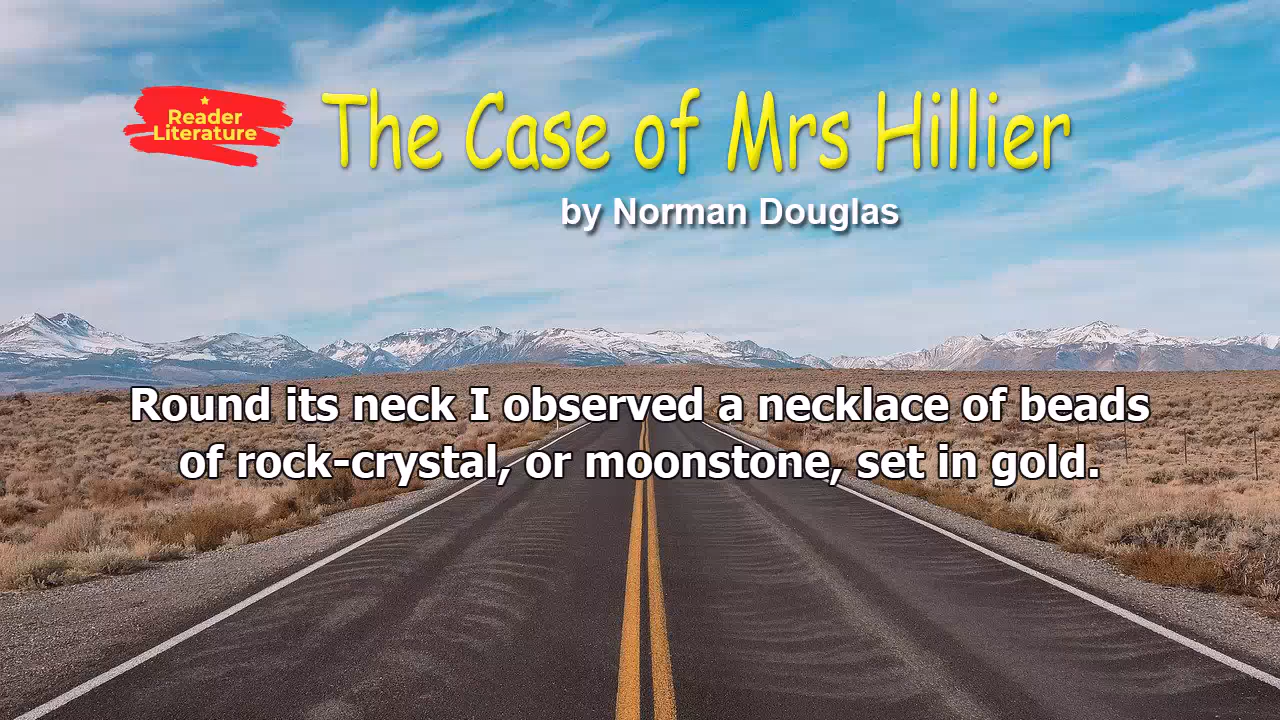 Reader
Literature
The Case of Mrs Hillier
by Norman Douglas
Round its neck I observed a necklace of beads
of rock-crystal, or moonstone, set in gold.